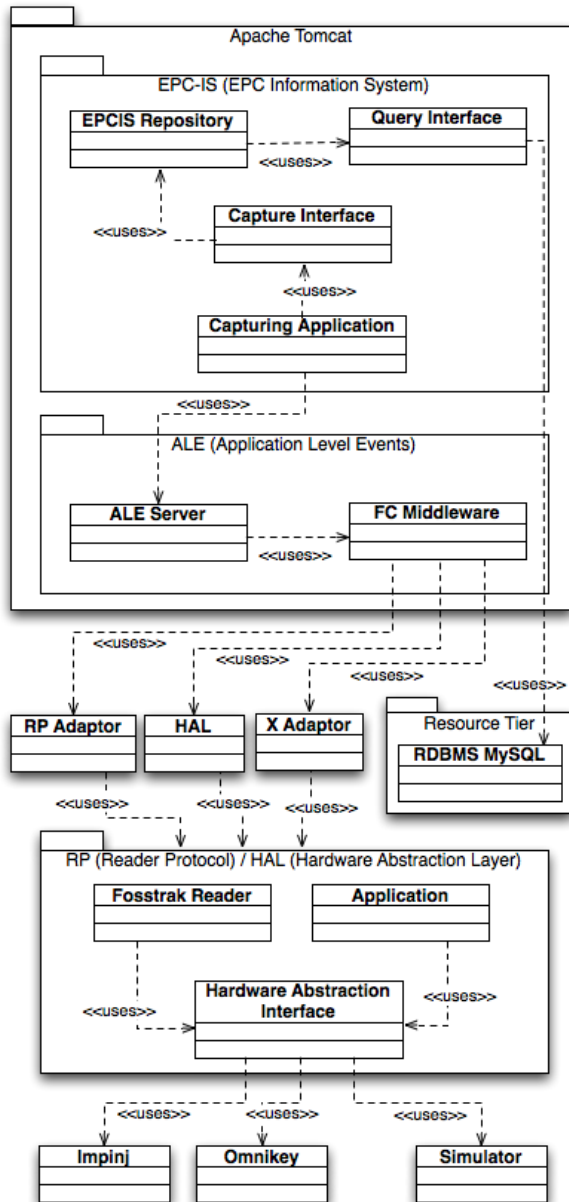 Apache Tomcat
EPC-IS (EPC Information System)
EPCIS Repository
Query Interface
<<uses>>
Capture Interface
<<uses>>
<<uses>>
Capturing Application
<<uses>>
ALE (Application Level Events)
ALE Server
FC Middleware
<<uses>>
<<uses>>
<<uses>>
<<uses>>
<<uses>>
RP Adaptor
HAL
X Adaptor
Resource Tier
RDBMS MySQL
<<uses>>
<<uses>>
<<uses>>
RP (Reader Protocol) / HAL (Hardware Abstraction Layer)
Fosstrak Reader
Application
Hardware Abstraction
Interface
<<uses>>
<<uses>>
<<uses>>
<<uses>>
<<uses>>
Impinj
Omnikey
Simulator